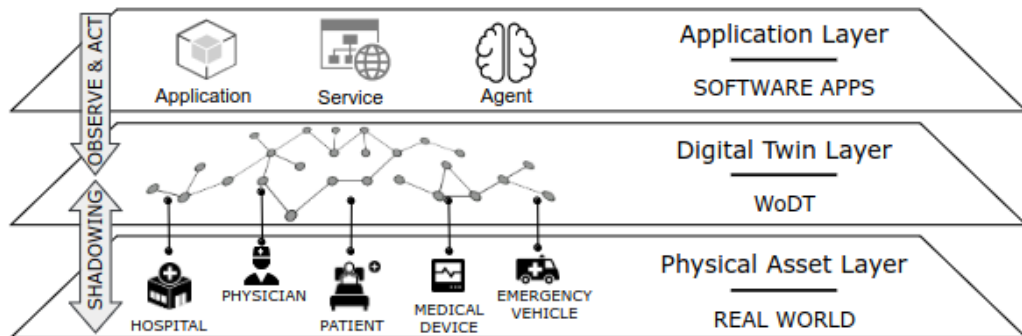 OBSERVE & ACT
Application
Service
Agent
Application Layer
SOFTWARE APPS
Digital Twin Layer
WoDT
SHADOWING
HOSPITAL
PHYSICIAN
PATIENT
MEDICAL
DEVICE
EMERGENCY
VEHICLE
Physical Asset Layer
REAL WORLD